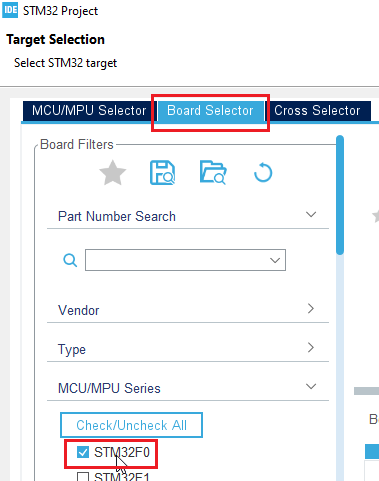 IDE STM32 Project
Target Selection
Select STM32 target
MCU/MPU Selector Board Selector Cross Selector
Board Filters
Part Number Search
Vendor
Type
MCU/MPU Series
Check/Uncheck All
STM32F0
STM32F1